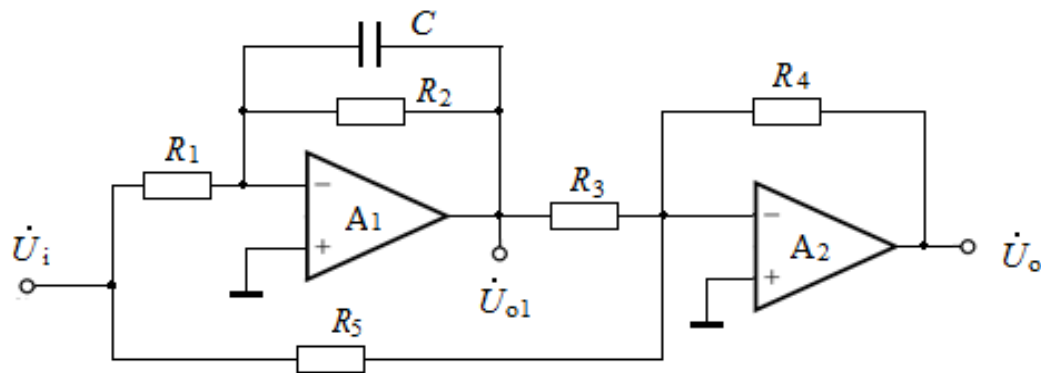 C
R2
R4
R1
R3
−
A1
+
−
A2
+
U̇i
U̇o1
U̇o
R5